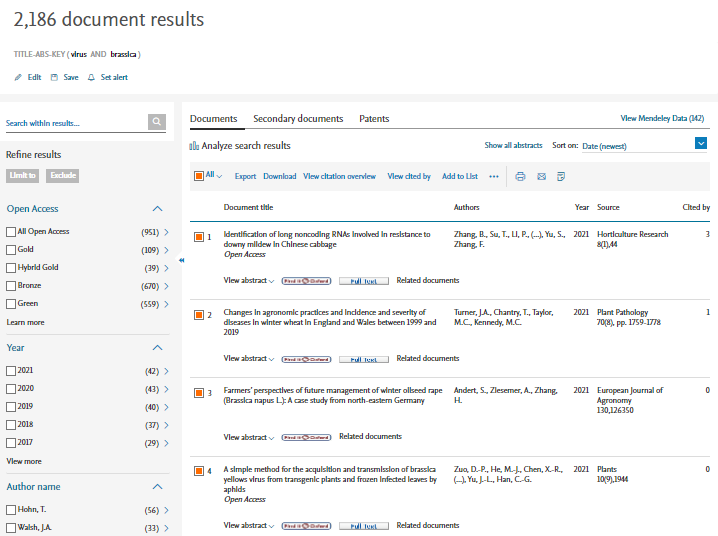 2,186 document results
TITLE-ABS-KEY ( virus AND brassica )
Edit Save Set alert
Search within results...
Refine results
Limit to Exclude
Open Access
All Open Access (951)
Gold (109)
Hybrid Gold (39)
Bronze (670)
Green (559)
Learn more
Year
2021 (42)
2020 (43)
2019 (40)
2018 (37)
2017 (29)
View more
Author name
Hohn, T. (56)
Walsh, J.A. (33)
Documents Secondary documents Patents View Mendeley Data (142)
Analyze search results Show all abstracts Sort on: Date (newest)
All Export Download View citation overview View cited by Add to List ...
Document title Authors Year Source Cited by
1 Identification of long noncoding RNAs involved in resistance to Zhang, B., Su, T., Li, P., (...), Yu, S., 2021 Horticulture Research 3
downy mildew in Chinese cabbage Zhang, F. 8(1),44
Open Access
View abstract Find it @ Oxford Full Text Related documents
2 Changes in agronomic practices and incidence and severity of Turner, J.A., Chantry, T., Taylor, 2021 Plant Pathology 1
diseases in winter wheat in England and Wales between 1999 and M.C., Kennedy, M.C. 70(8), pp. 1759-1778
2019
View abstract Find it @ Oxford Full Text Related documents
3 Farmers' perspectives of future management of winter oilseed rape Andert, S., Ziesemer, A., Zhang, 2021 European Journal of 0
(Brassica napus L.): A case study from north-eastern Germany H. Agronomy
130,126350
View abstract Find it @ Oxford Related documents
4 A simple method for the acquisition and transmission of brassica Zuo, D.-P., He, M.-J., Chen, X.-R., 2021 Plants 0
yellows virus from transgenic plants and frozen infected leaves by (...), Yu, J.-L., Han, C.-G. 10(9),1944
aphids
Open Access
View abstract Find it @ Oxford Full Text Related documents